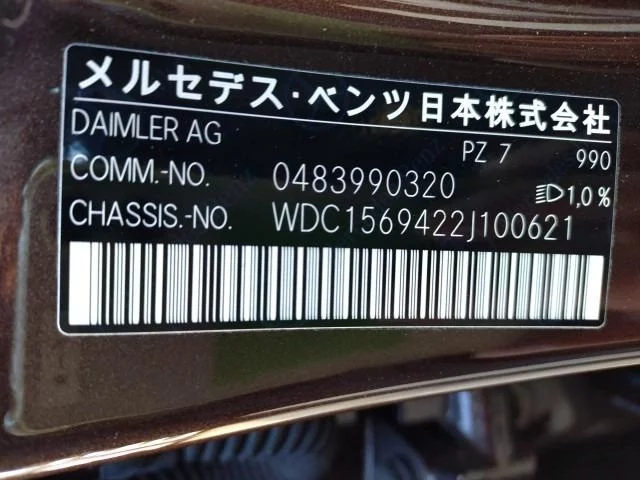 メルセデス・ベンツ日本株式会社
DAIMLER AG
PZ 7 990
COMM.-NO. 0483990320 1,0 %
CHASSIS.-NO. WDC1569422J100621